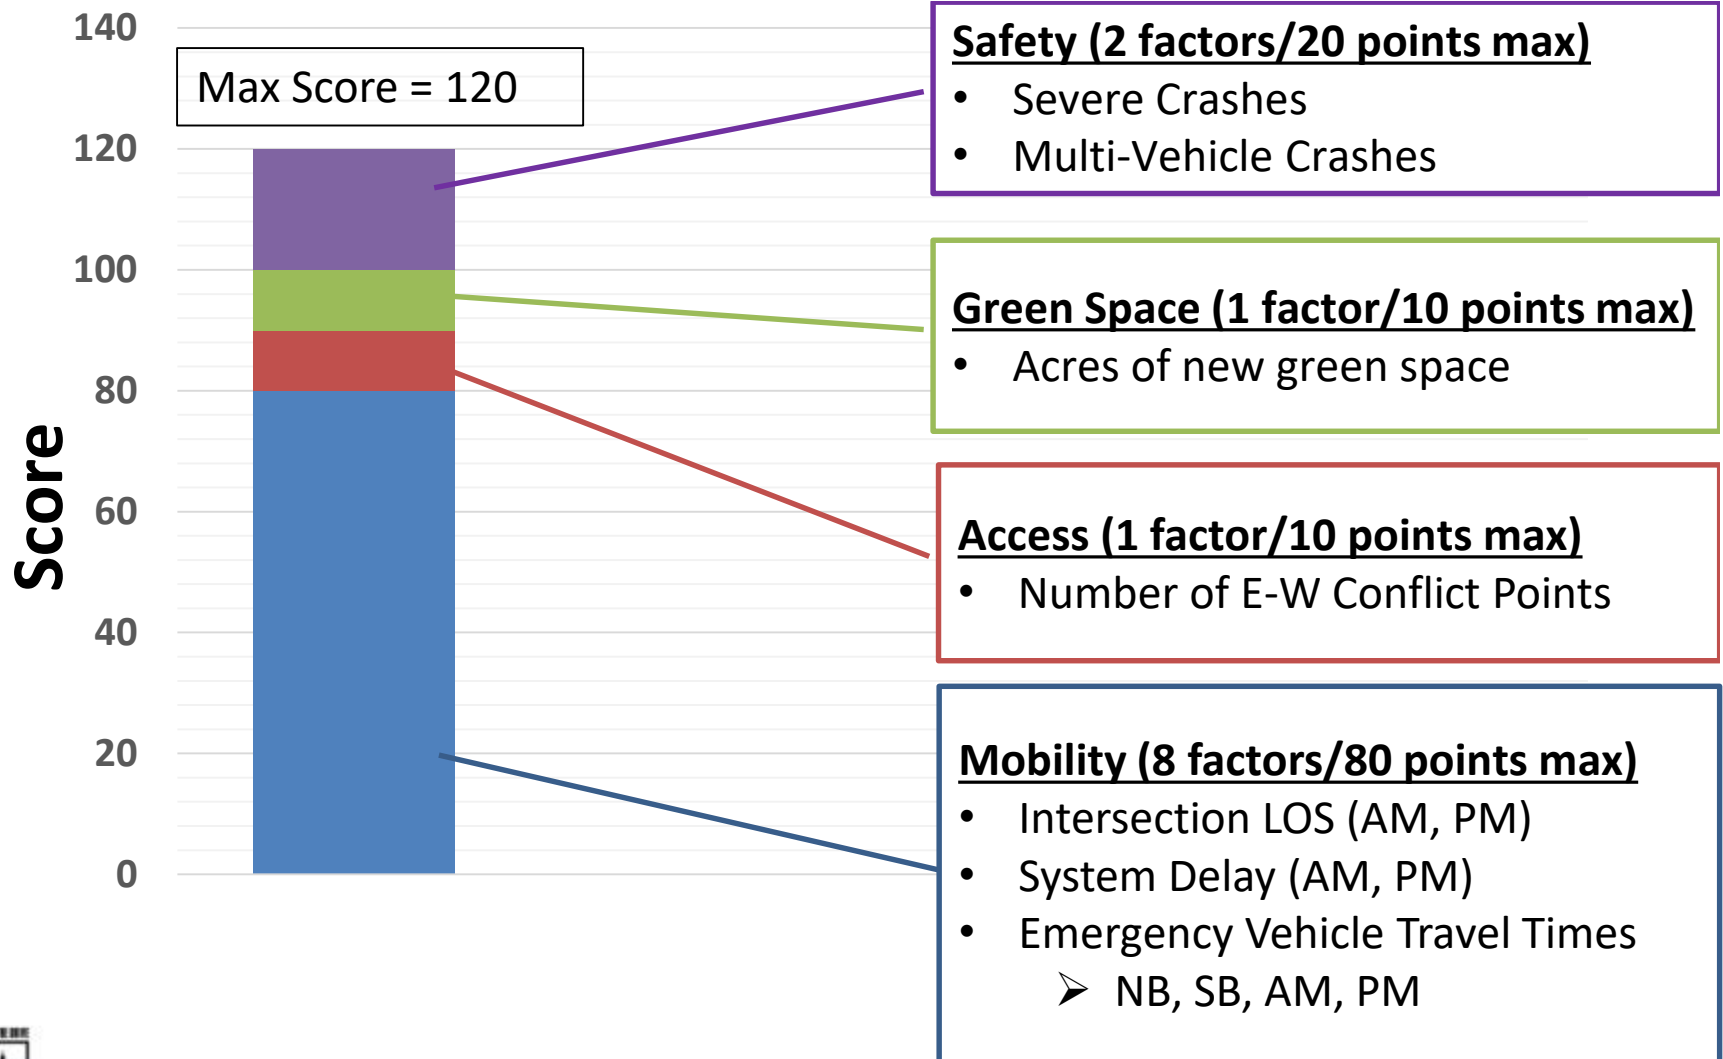 140
120
100
80
60
40
20
0
Score
Max Score = 120
Safety (2 factors/20 points max)
• Severe Crashes
• Multi-Vehicle Crashes
Green Space (1 factor/10 points max)
• Acres of new green space
Access (1 factor/10 points max)
• Number of E-W Conflict Points
Mobility (8 factors/80 points max)
• Intersection LOS (AM, PM)
• System Delay (AM, PM)
• Emergency Vehicle Travel Times
➢ NB, SB, AM, PM